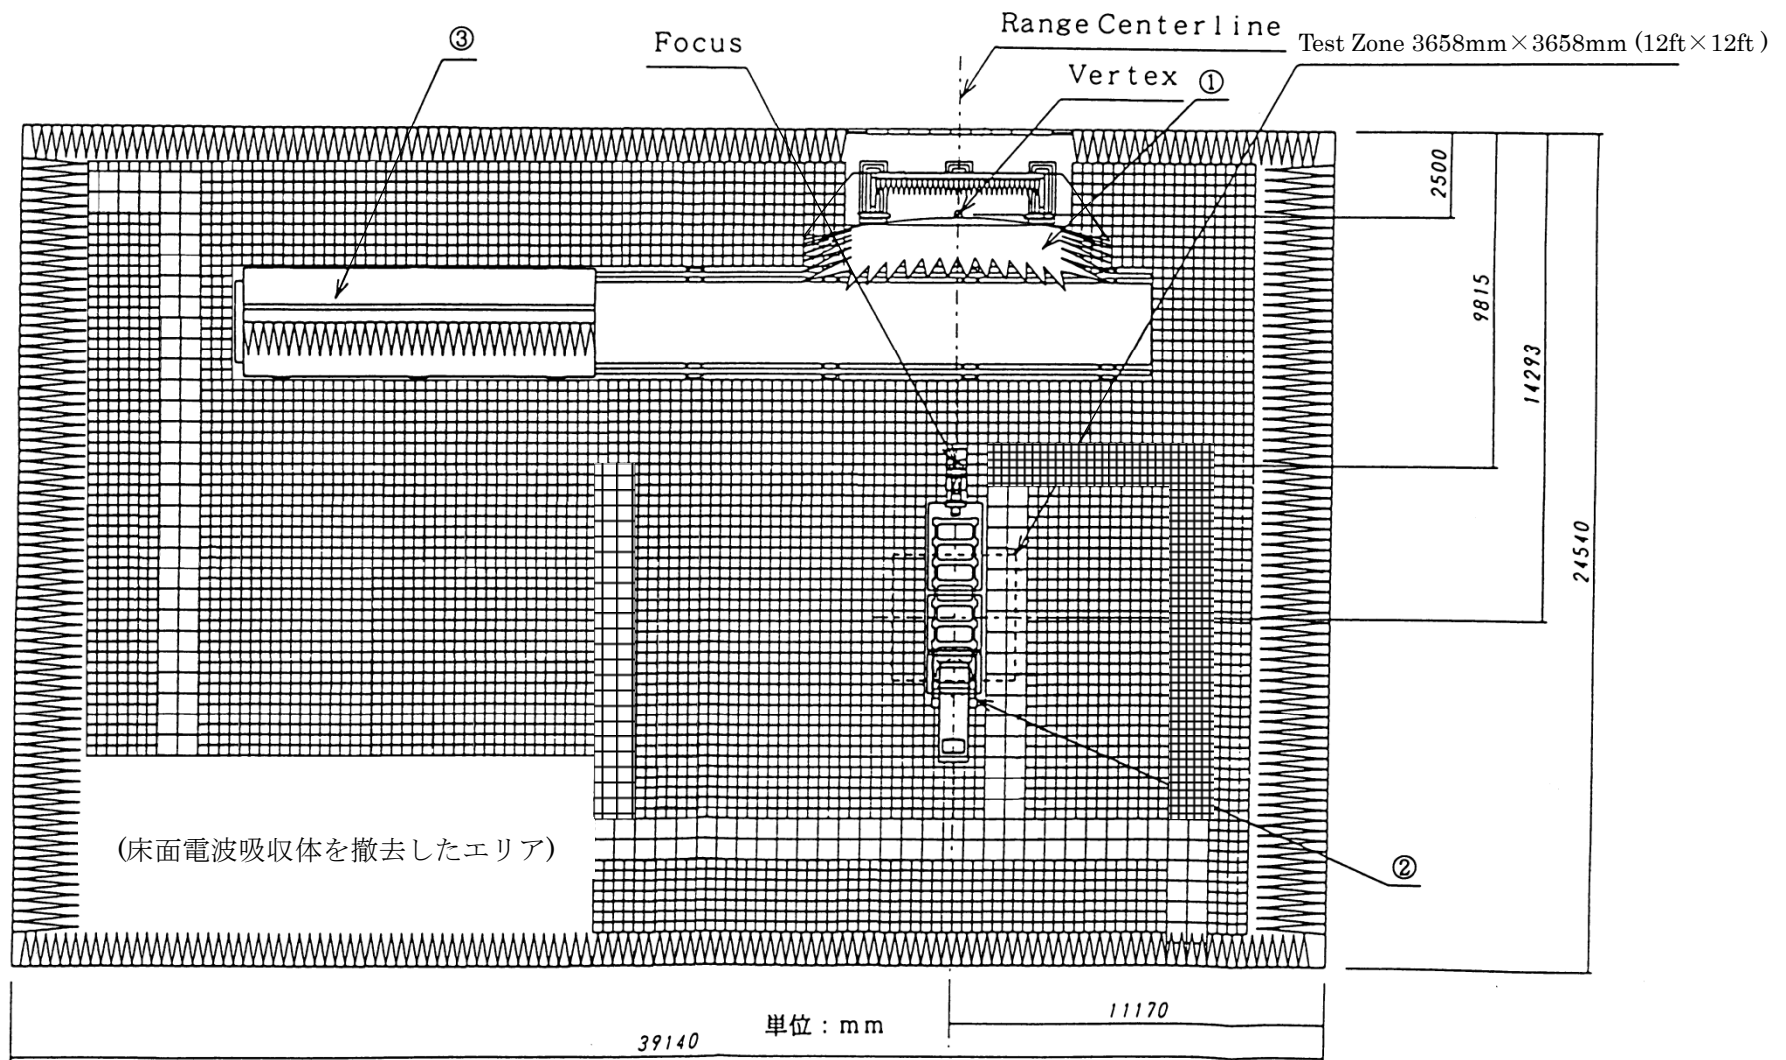 Range Centerline
③
Focus
Test Zone 3658mm×3658mm (12ft×12ft)
Vertex ①
2500
9815
14293
24540
(床面電波吸収体を撤去したエリア)
②
11170
単位：mm
39140